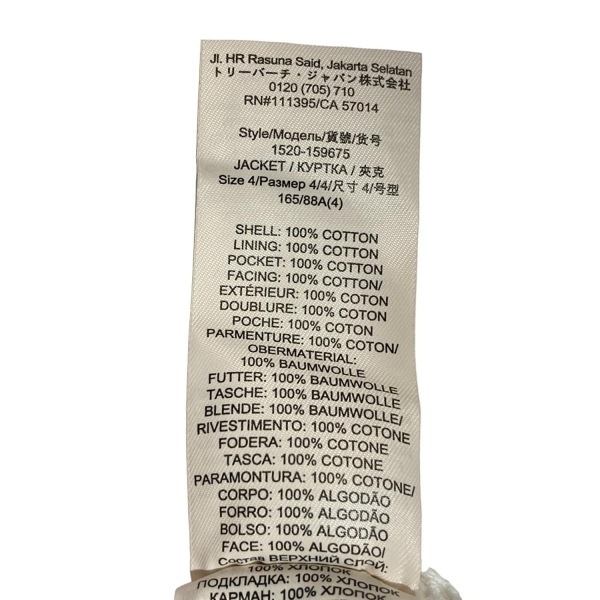 Jl. HR Rasuna Said, Jakarta Selatan
トリーバーチ・ジャパン株式会社
0120 (705) 710
RN#111395/CA 57014
Style/Модель/貨號/货号
1520-159675
JACKET / КУРТКА / 夾克
Size 4/Размер 4/4/尺寸 4/号型
165/88A(4)
SHELL: 100% COTTON
LINING: 100% COTTON
POCKET: 100% COTTON
FACING: 100% COTTON/
EXTÉRIEUR: 100% COTON
DOUBLURE: 100% COTON
POCHE: 100% COTON
PARMENTURE: 100% COTON/
OBERMATERIAL:
100% BAUMWOLLE
FUTTER: 100% BAUMWOLLE
TASCHE: 100% BAUMWOLLE
BLENDE: 100% BAUMWOLLE/
RIVESTIMENTO: 100% COTONE
FODERA: 100% COTONE
TASCA: 100% COTONE
PARAMONTURA: 100% COTONE/
CORPO: 100% ALGODÃO
FORRO: 100% ALGODÃO
BOLSO: 100% ALGODÃO
FACE: 100% ALGODÃO/
Состав ВЕРХНИЙ СЛОЙ:
100% ХЛОПОК
ПОДКЛАДКА: 100% ХЛОПОК
КАРМАН: 100% ХЛОПОК